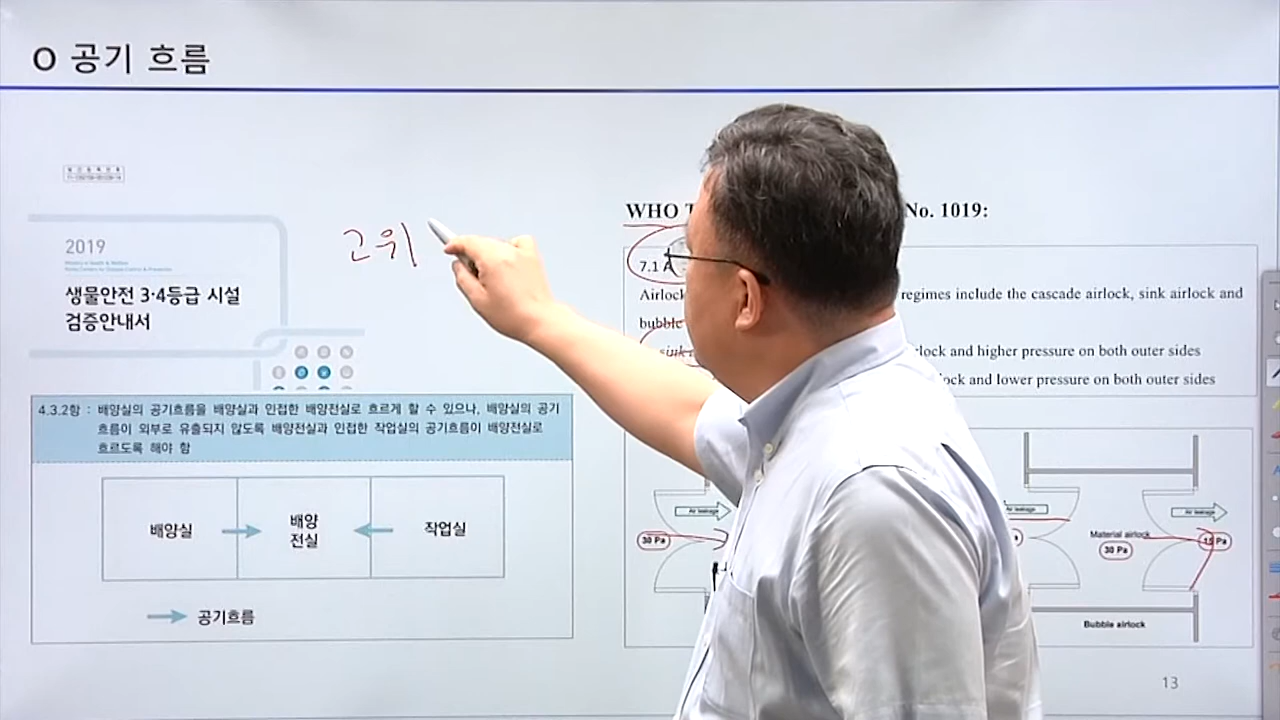 O 공기 흐름
2019
생물안전 3·4등급 시설
검증안내서
고위
4.3.2항 : 배양실의 공기흐름을 배양실과 인접한 배양전실로 흐르게 할 수 있으나, 배양실의 공기
흐름이 외부로 유출되지 않도록 배양전실과 인접한 작업실의 공기흐름이 배양전실로
흐르도록 해야 함
배양실
배양
전실
작업실
공기흐름
WHO T
No. 1019:
7.1 A
Airlock
regimes include the cascade airlock, sink airlock and
bubble
sink
lock and higher pressure on both outer sides
ock and lower pressure on both outer sides
Air leakage
30 Pa
Air leakage
Air leakage
Material airlock
30 Pa
15 Pa
Bubble airlock
13